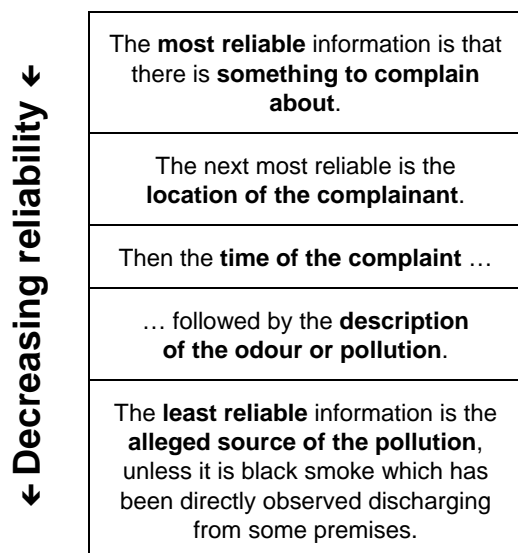 ← Decreasing reliability ←
The most reliable information is that
there is something to complain
about.
The next most reliable is the
location of the complainant.
Then the time of the complaint …
… followed by the description
of the odour or pollution.
The least reliable information is the
alleged source of the pollution,
unless it is black smoke which has
been directly observed discharging
from some premises.